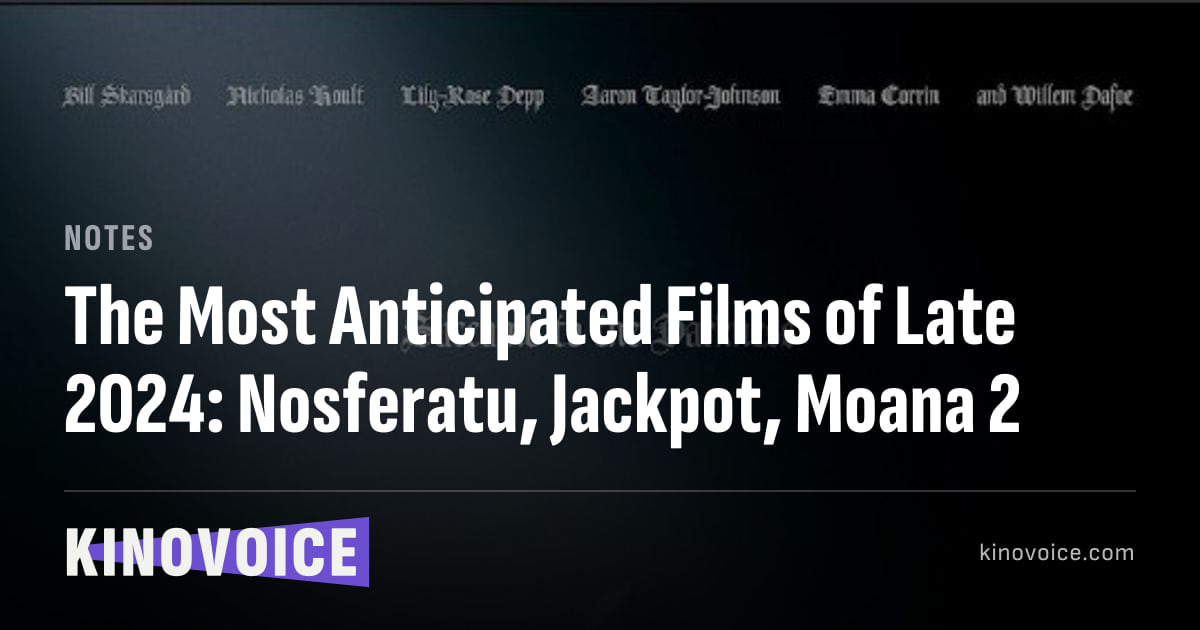 Bill Skarsgård Nicholas Hoult Lily-Rose Depp Aaron Taylor-Johnson Emma Corrin and Willem Dafoe
NOTES
The Most Anticipated Films of Late
2024: Nosferatu, Jackpot, Moana 2
KINOVOICE
kinovoice.com